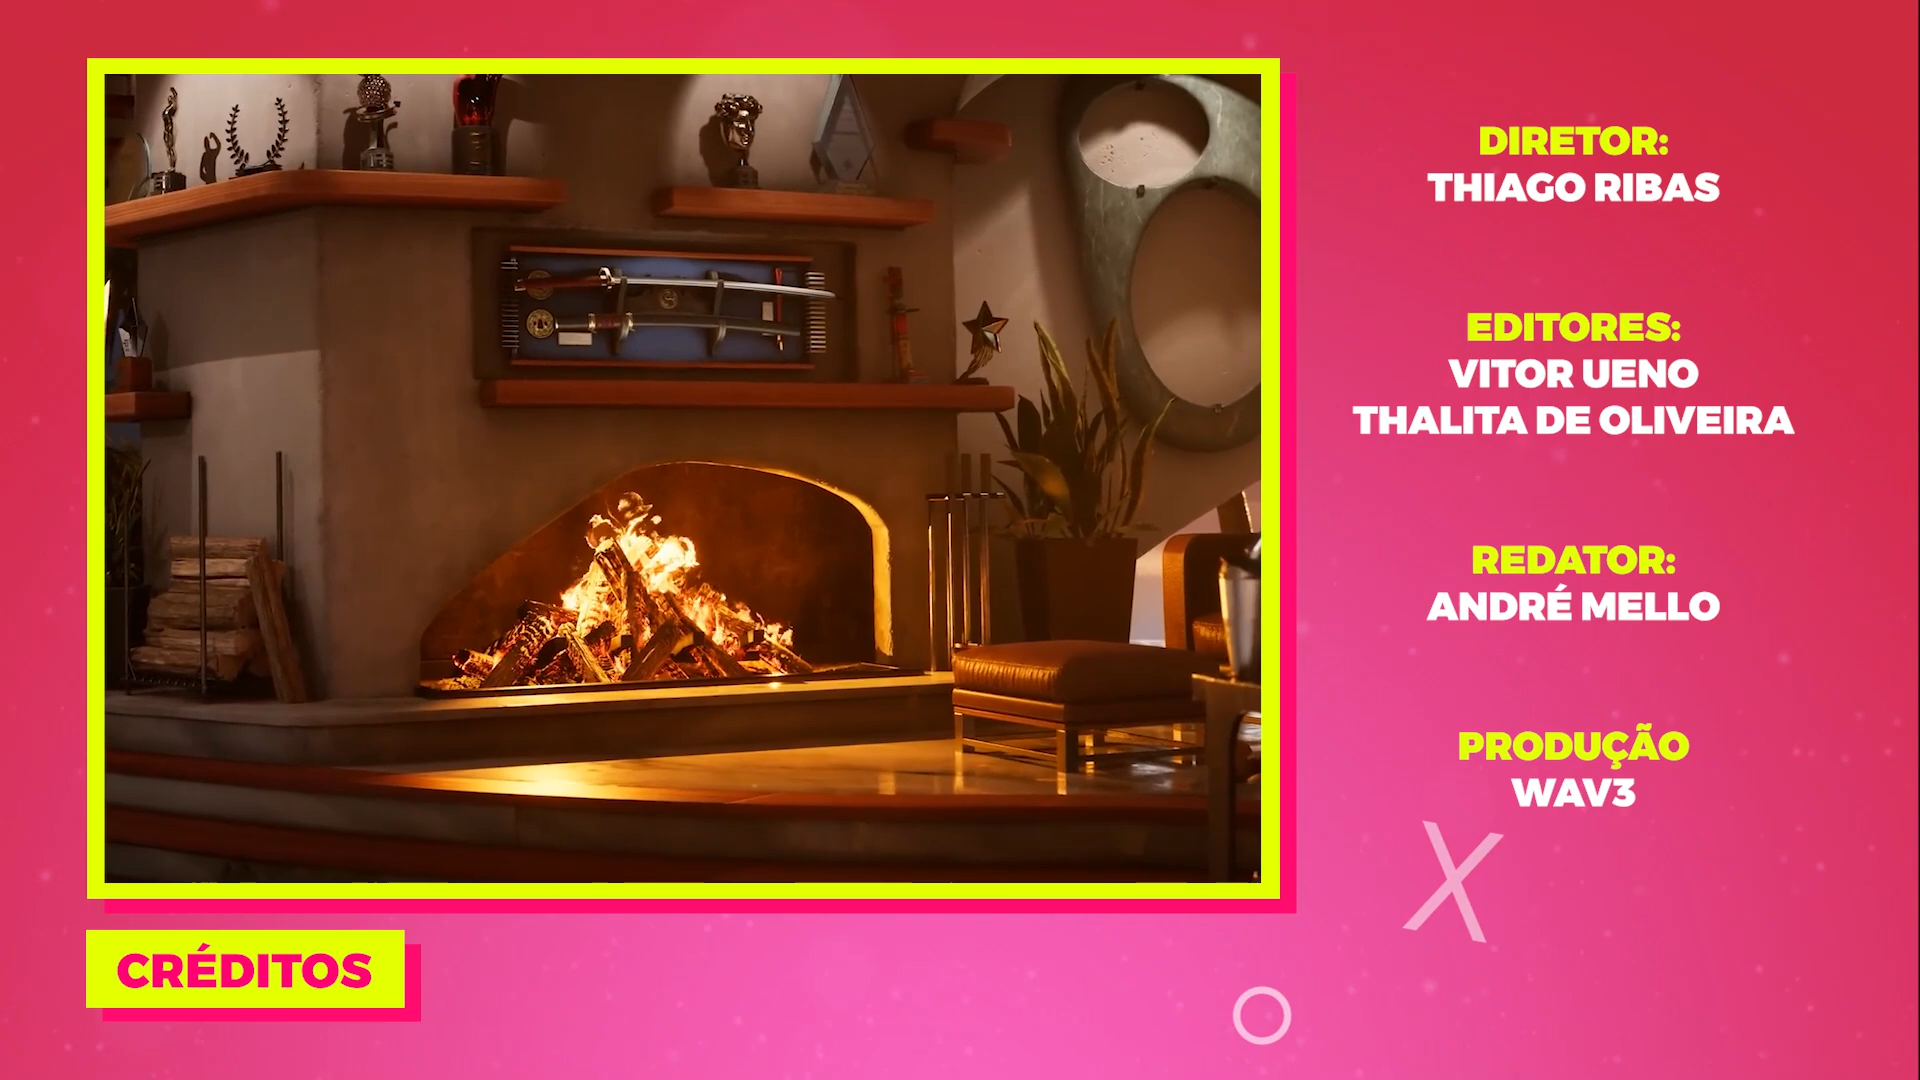 DIRETOR:
THIAGO RIBAS
EDITORES:
VITOR UENO
THALITA DE OLIVEIRA
REDATOR:
ANDRÉ MELLO
PRODUÇÃO
WAV3
CRÉDITOS